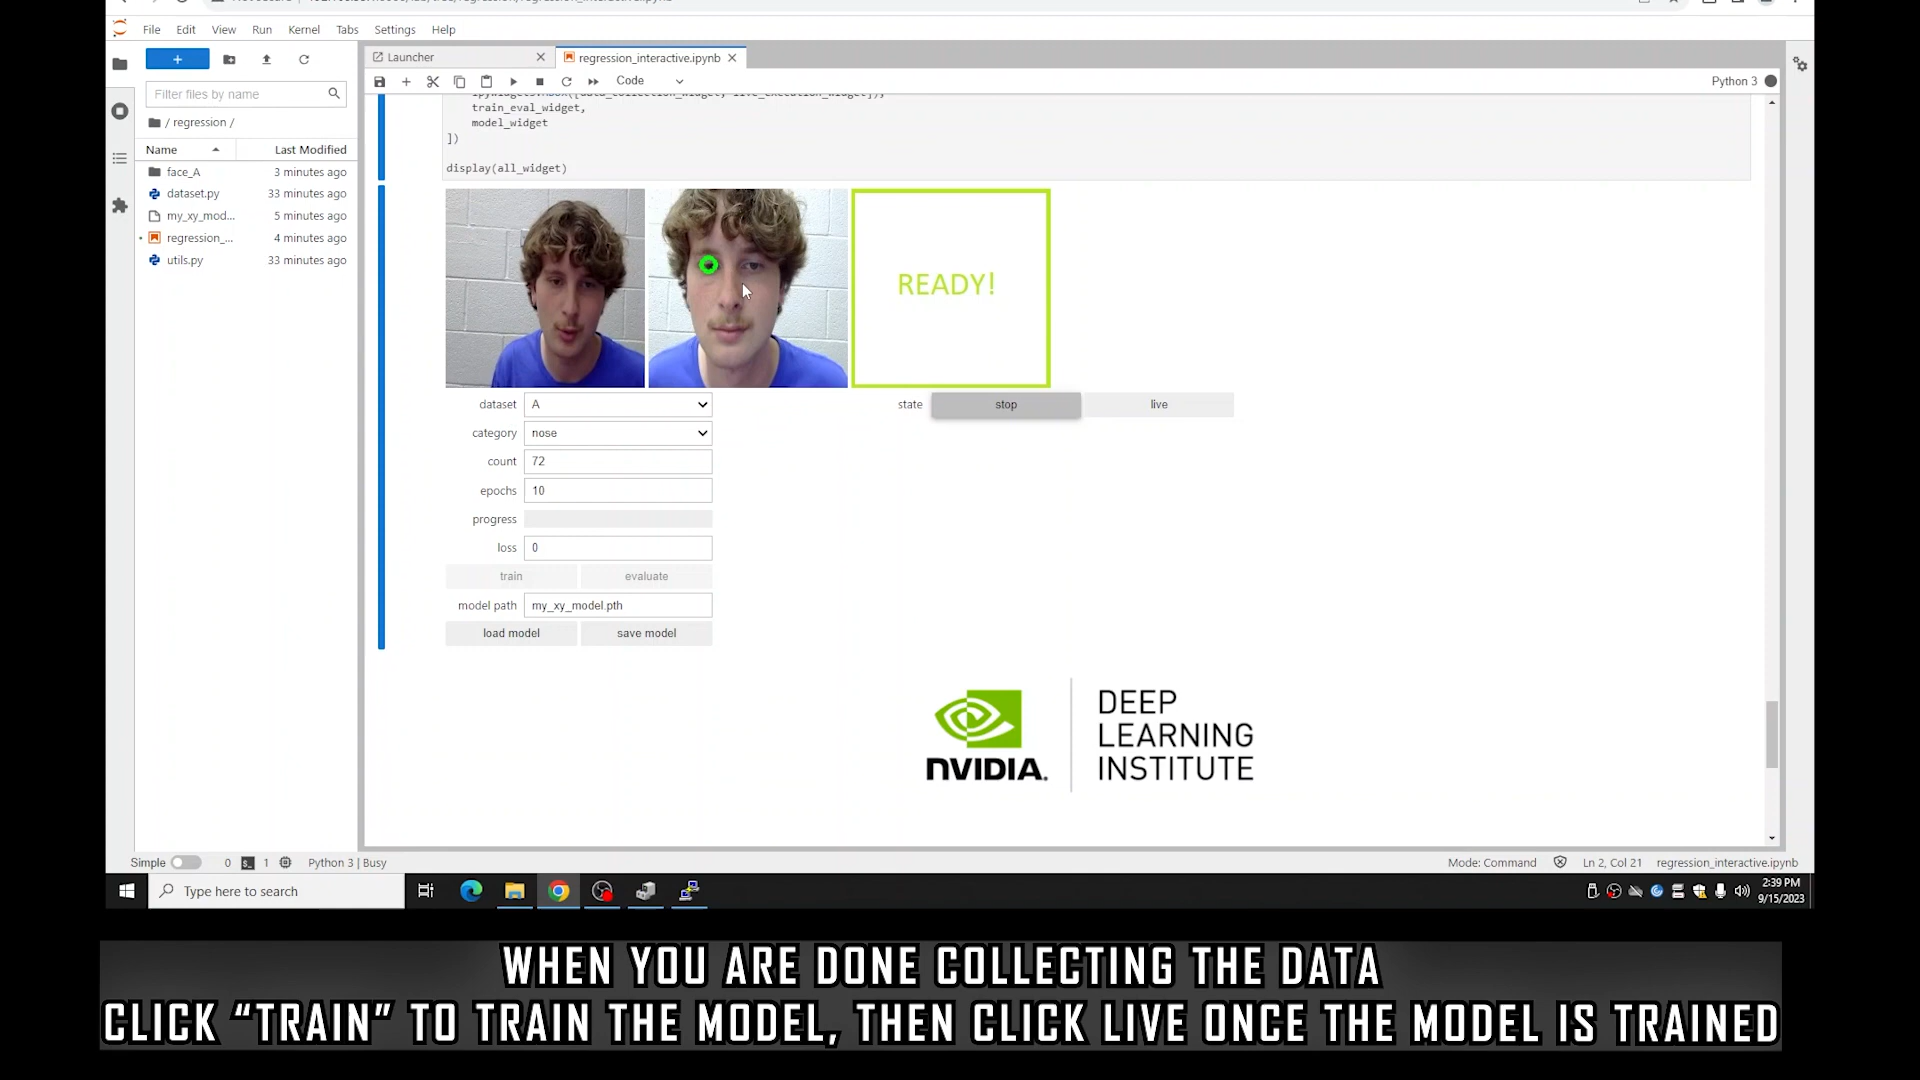 File Edit View Run Kernel Tabs Settings Help
Launcher
regression_interactive.ipynb
Filter files by name
Code
Python 3
/ regression /
Name Last Modified
face_A 3 minutes ago
dataset.py 33 minutes ago
my_xy_mod... 5 minutes ago
regression_... 4 minutes ago
utils.py 33 minutes ago
train_eval_widget,
model_widget
])
display(all_widget)
READY!
dataset A
state stop live
category nose
count 72
epochs 10
progress
loss 0
train evaluate
model path my_xy_model.pth
load model save model
NVIDIA.
DEEP
LEARNING
INSTITUTE
Simple 0 1 Python 3 | Busy
Mode: Command Ln 2, Col 21 regression_interactive.ipynb
Type here to search
2:39 PM
9/15/2023
WHEN YOU ARE DONE COLLECTING THE DATA
CLICK “TRAIN” TO TRAIN THE MODEL, THEN CLICK LIVE ONCE THE MODEL IS TRAINED